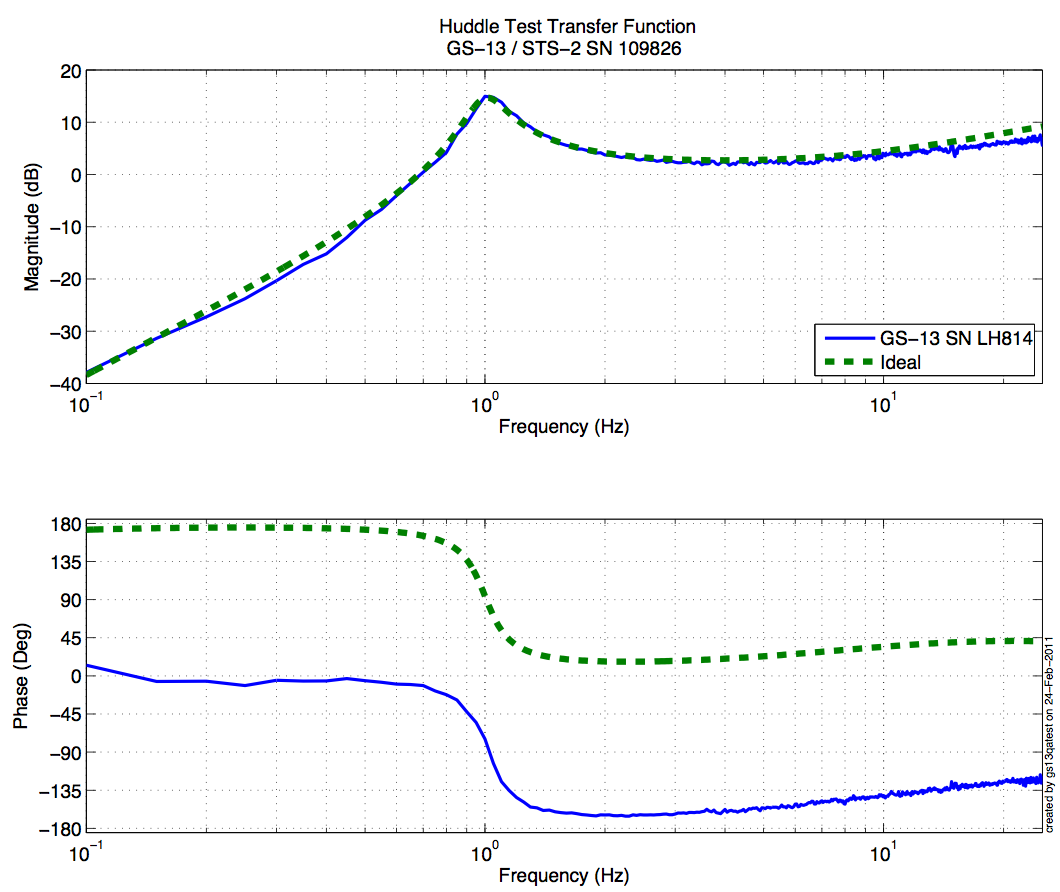 Huddle Test Transfer Function
GS−13 / STS−2 SN 109826
20
10
0
−10
−20
−30
−40
Magnitude (dB)
GS−13 SN LH814
Ideal
10^−1
10^0
10^1
Frequency (Hz)
180
135
90
45
0
−45
−90
−135
−180
Phase (Deg)
10^−1
10^0
10^1
Frequency (Hz)
created by gs13qatest on 24−Feb−2011